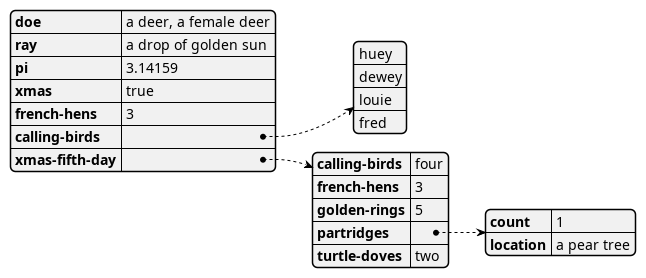 doe a deer, a female deer
ray a drop of golden sun
pi 3.14159
xmas true
french-hens 3
calling-birds
xmas-fifth-day
huey
dewey
louie
fred
calling-birds four
french-hens 3
golden-rings 5
partridges
turtle-doves two
count 1
location a pear tree